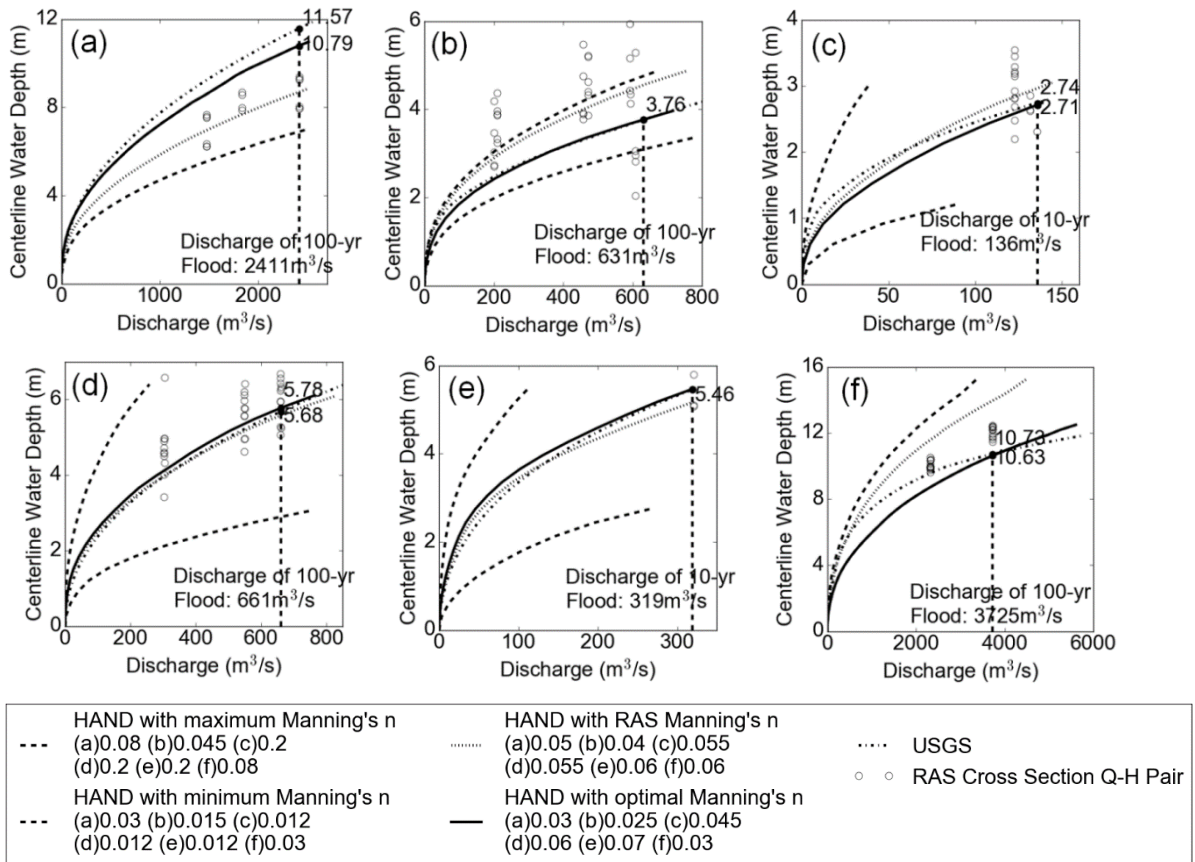 (a)
11.57
10.79
Discharge of 100-yr
Flood: 2411m³/s
12
8
4
0
0
1000
2000
Centerline Water Depth (m)
Discharge (m³/s)
(b)
3.76
Discharge of 100-yr
Flood: 631m³/s
6
4
2
0
0
200
400
600
800
Centerline Water Depth (m)
Discharge (m³/s)
(c)
2.74
2.71
Discharge of 10-yr
Flood: 136m³/s
4
3
2
1
0
0
50
100
150
Centerline Water Depth (m)
Discharge (m³/s)
(d)
5.78
5.68
Discharge of 100-yr
Flood: 661m³/s
6
4
2
0
0
200
400
600
800
Centerline Water Depth (m)
Discharge (m³/s)
(e)
5.46
Discharge of 10-yr
Flood: 319m³/s
6
4
2
0
0
100
200
300
Centerline Water Depth (m)
Discharge (m³/s)
(f)
10.73
10.63
Discharge of 100-yr
Flood: 3725m³/s
16
12
8
4
0
0
2000
4000
6000
Centerline Water Depth (m)
Discharge (m³/s)
HAND with maximum Manning's n
(a)0.08 (b)0.045 (c)0.2
(d)0.2 (e)0.2 (f)0.08
HAND with minimum Manning's n
(a)0.03 (b)0.015 (c)0.012
(d)0.012 (e)0.012 (f)0.03
HAND with RAS Manning's n
(a)0.05 (b)0.04 (c)0.055
(d)0.055 (e)0.06 (f)0.06
HAND with optimal Manning's n
(a)0.03 (b)0.025 (c)0.045
(d)0.06 (e)0.07 (f)0.03
USGS
RAS Cross Section Q-H Pair